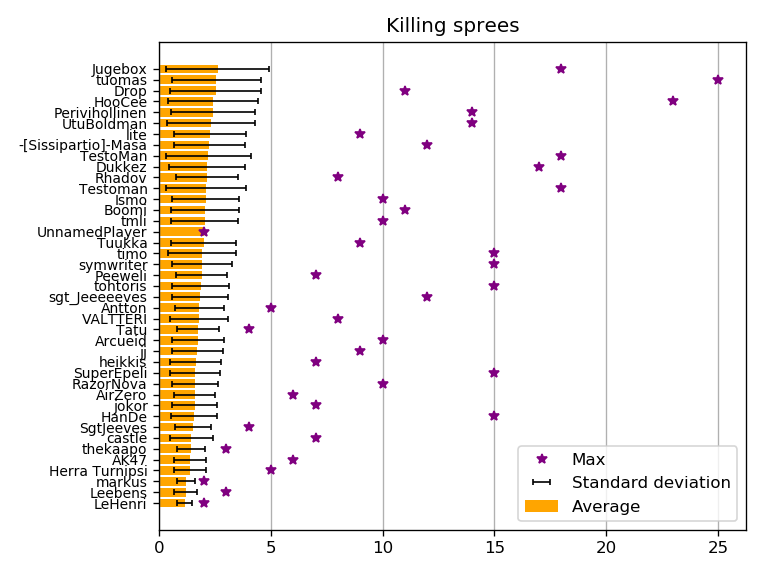 Killing sprees
Jugebox
tuomas
Drop
HooCee
Perivihollinen
UtuBoldman
lite
-[Sissipartio]-Masa
TestoMan
Dukkez
Rhadov
Testoman
Ismo
Boomi
tmli
UnnamedPlayer
Tuukka
timo
symwriter
Peeweli
tohtoris
sgt_Jeeeeeves
Antton
VALTTERI
Tatu
Arcueid
jj
heikkis
SuperEpeli
RazorNova
AirZero
jokor
HanDe
SgtJeeves
castle
thekaapo
AK47
Herra Turnipsi
markus
Leebens
LeHenri
Max
Standard deviation
Average
0 5 10 15 20 25